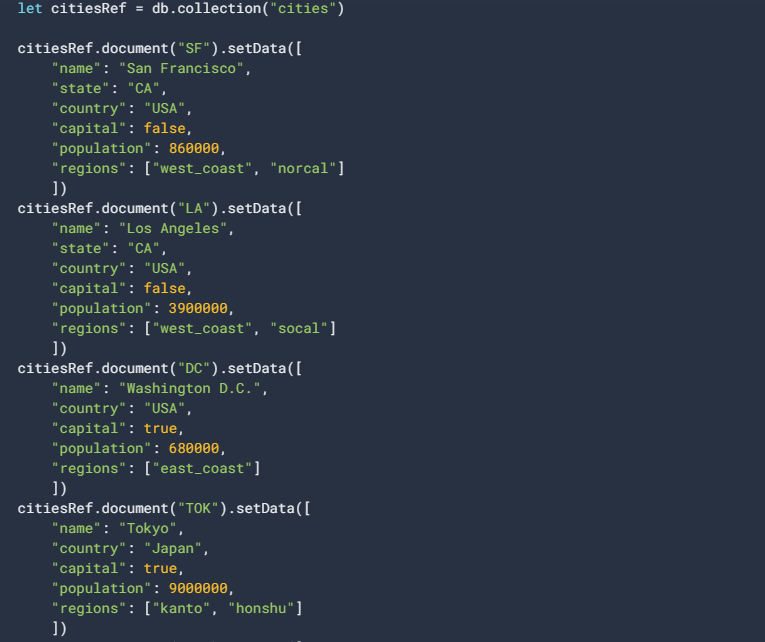 let citiesRef = db.collection("cities")
citiesRef.document("SF").setData([
    "name": "San Francisco",
    "state": "CA",
    "country": "USA",
    "capital": false,
    "population": 860000,
    "regions": ["west_coast", "norcal"]
    ])
citiesRef.document("LA").setData([
    "name": "Los Angeles",
    "state": "CA",
    "country": "USA",
    "capital": false,
    "population": 3900000,
    "regions": ["west_coast", "socal"]
    ])
citiesRef.document("DC").setData([
    "name": "Washington D.C.",
    "country": "USA",
    "capital": true,
    "population": 680000,
    "regions": ["east_coast"]
    ])
citiesRef.document("TOK").setData([
    "name": "Tokyo",
    "country": "Japan",
    "capital": true,
    "population": 9000000,
    "regions": ["kanto", "honshu"]
    ])